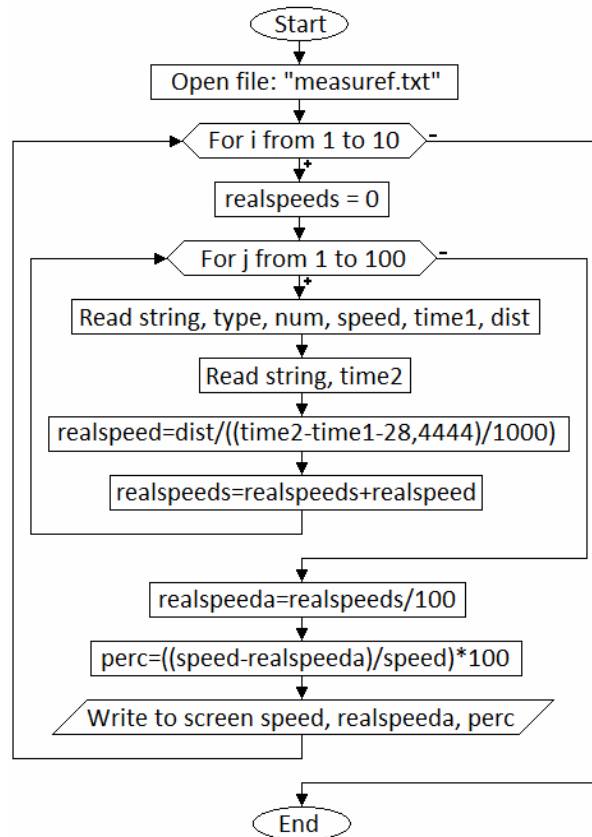 Start
Open file: "measuref.txt"
For i from 1 to 10
-
+
realspeeds = 0
For j from 1 to 100
-
+
Read string, type, num, speed, time1, dist
Read string, time2
realspeed=dist/((time2-time1-28,4444)/1000)
realspeeds=realspeeds+realspeed
realspeeda=realspeeds/100
perc=((speed-realspeeda)/speed)*100
Write to screen speed, realspeeda, perc
End